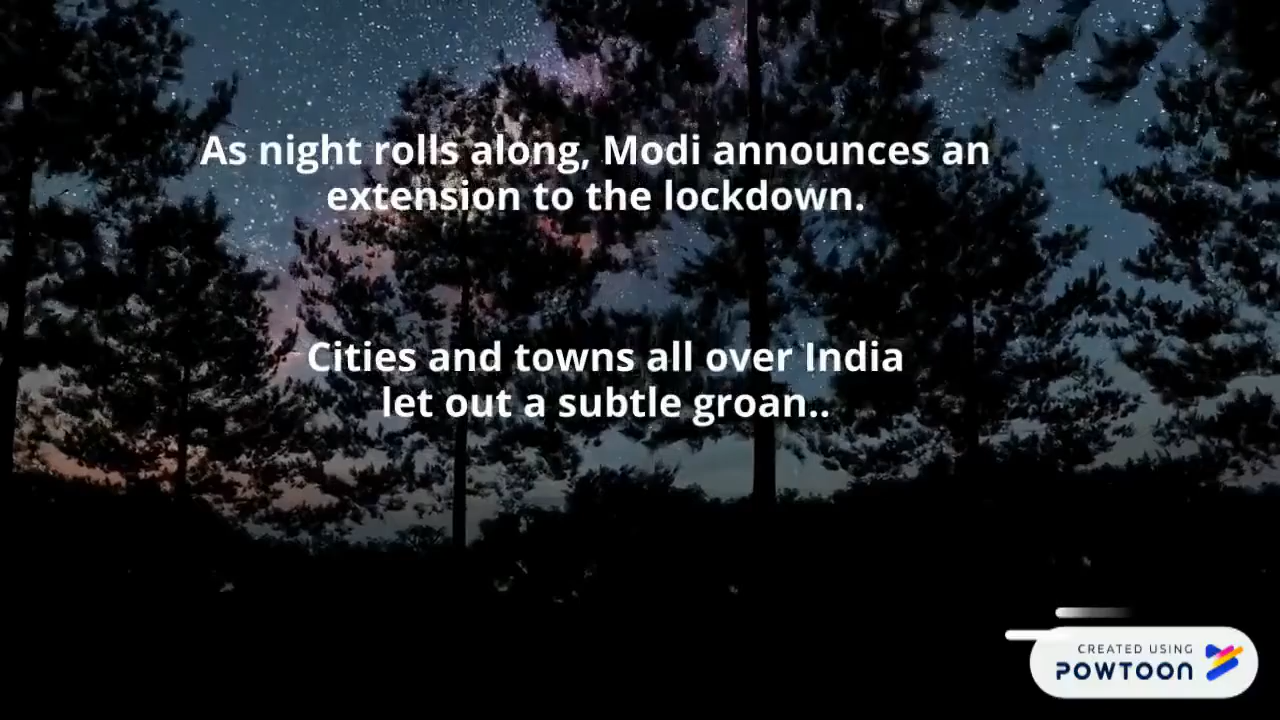 As night rolls along, Modi announces an
extension to the lockdown.
Cities and towns all over India
let out a subtle groan..
CREATED USING
POWTOON